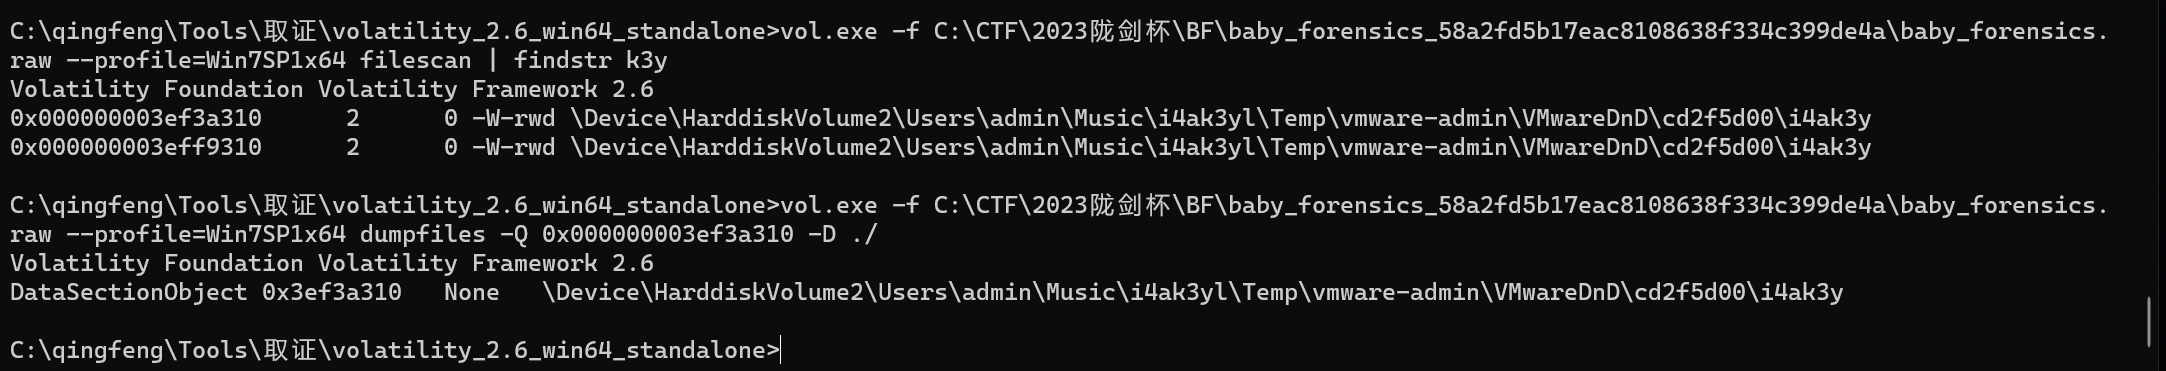 C:\qingfeng\Tools\取证\volatility_2.6_win64_standalone>vol.exe -f C:\CTF\2023陇剑杯\BF\baby_forensics_58a2fd5b17eac8108638f334c399de4a\baby_forensics.
raw --profile=Win7SP1x64 filescan | findstr k3y
Volatility Foundation Volatility Framework 2.6
0x000000003ef3a310      2      0 -W-rwd \Device\HarddiskVolume2\Users\admin\Music\i4ak3yl\Temp\vmware-admin\VMwareDnD\cd2f5d00\i4ak3y
0x000000003eff9310      2      0 -W-rwd \Device\HarddiskVolume2\Users\admin\Music\i4ak3yl\Temp\vmware-admin\VMwareDnD\cd2f5d00\i4ak3y
C:\qingfeng\Tools\取证\volatility_2.6_win64_standalone>vol.exe -f C:\CTF\2023陇剑杯\BF\baby_forensics_58a2fd5b17eac8108638f334c399de4a\baby_forensics.
raw --profile=Win7SP1x64 dumpfiles -Q 0x000000003ef3a310 -D ./
Volatility Foundation Volatility Framework 2.6
DataSectionObject 0x3ef3a310   None   \Device\HarddiskVolume2\Users\admin\Music\i4ak3yl\Temp\vmware-admin\VMwareDnD\cd2f5d00\i4ak3y
C:\qingfeng\Tools\取证\volatility_2.6_win64_standalone>